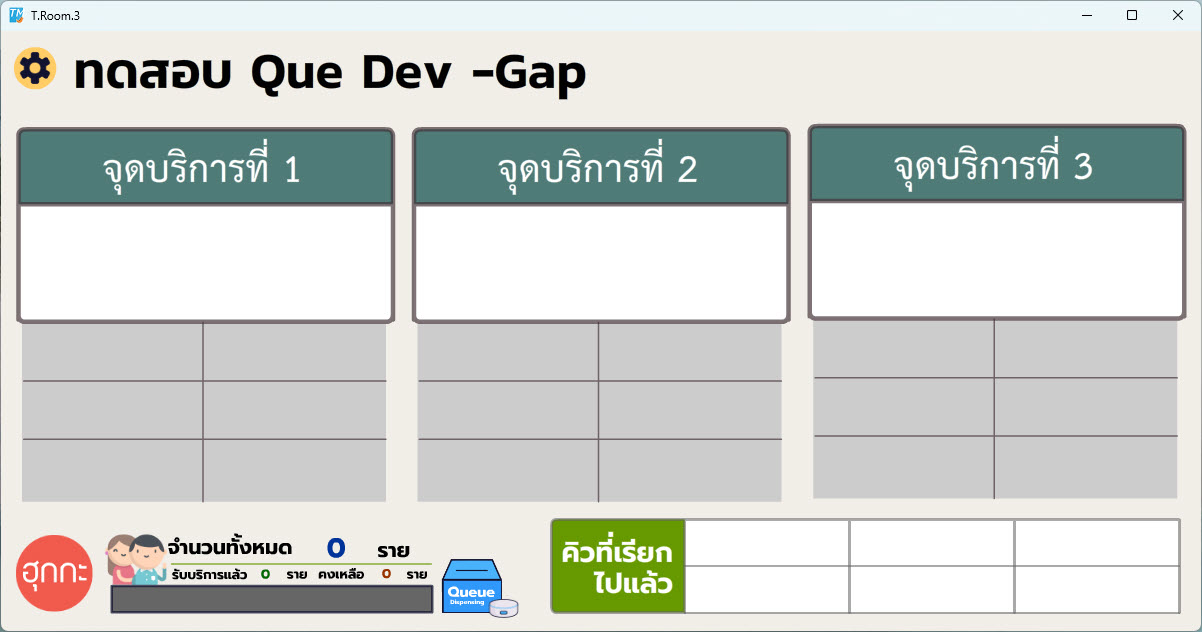 T.Room.3
ทดสอบ Que Dev -Gap
จุดบริการที่ 1
จุดบริการที่ 2
จุดบริการที่ 3
ฮุกกะ
จำนวนทั้งหมด 0 ราย
รับบริการแล้ว 0 ราย คงเหลือ 0 ราย
Queue
Dispensing
คิวที่เรียก
ไปแล้ว